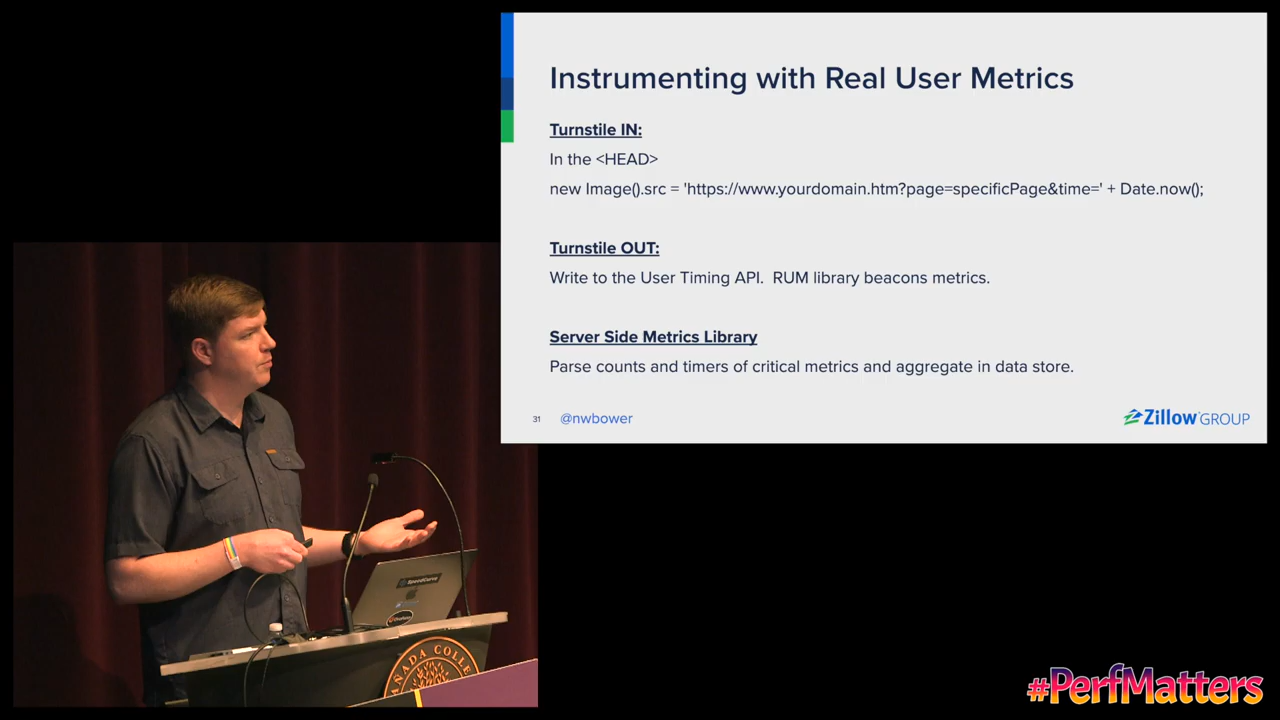 Instrumenting with Real User Metrics
Turnstile IN:
In the <HEAD>
new Image().src = 'https://www.yourdomain.htm?page=specificPage&time=' + Date.now();
Turnstile OUT:
Write to the User Timing API.  RUM library beacons metrics.
Server Side Metrics Library
Parse counts and timers of critical metrics and aggregate in data store.
31 @nwbower
Zillow GROUP
SpeedCurve
#PerfMatters